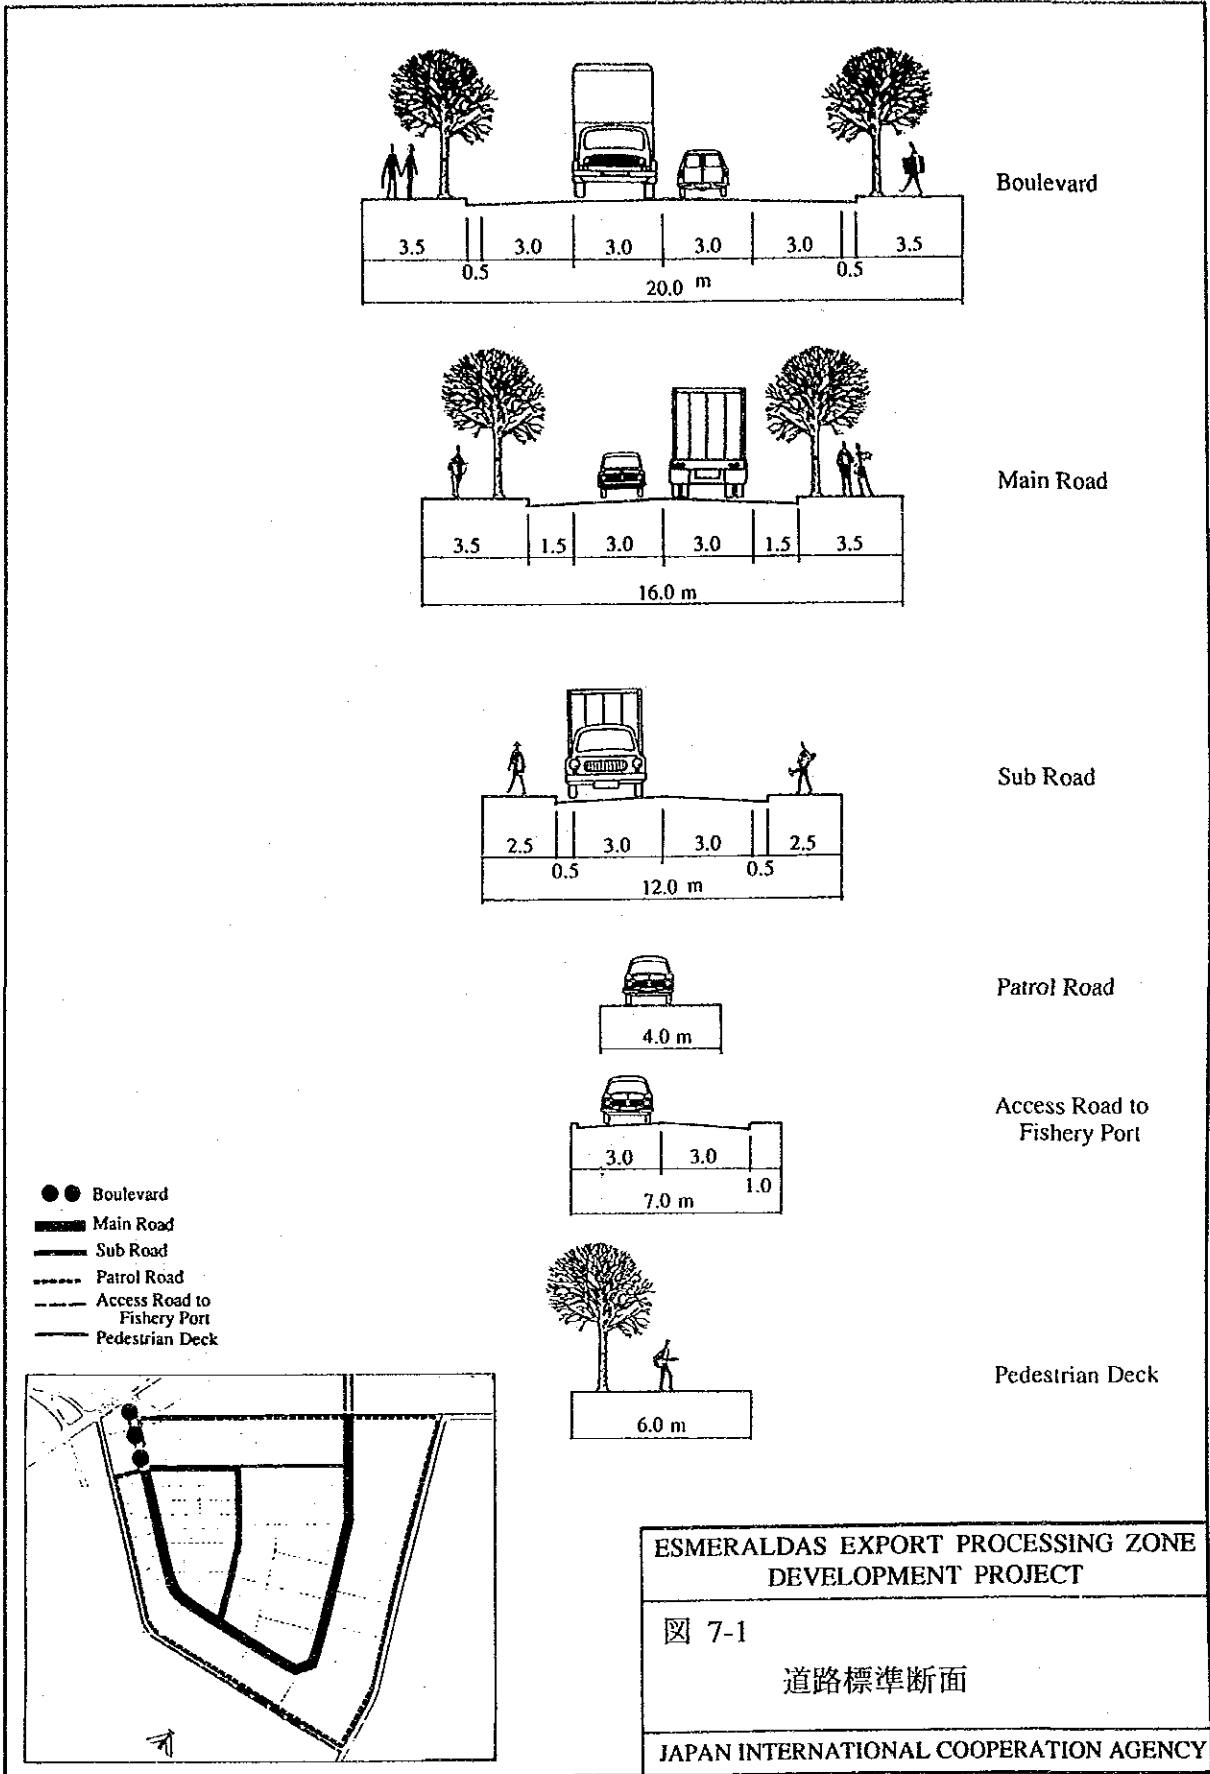 Boulevard
3.5 3.0 3.0 3.0 3.0 3.5
0.5 0.5
20.0 m
Main Road
3.5 1.5 3.0 3.0 1.5 3.5
16.0 m
Sub Road
2.5 3.0 3.0 2.5
0.5 0.5
12.0 m
Patrol Road
4.0 m
Access Road to
Fishery Port
3.0 3.0
1.0
7.0 m
Pedestrian Deck
6.0 m
Boulevard
Main Road
Sub Road
Patrol Road
Access Road to
Fishery Port
Pedestrian Deck
ESMERALDAS EXPORT PROCESSING ZONE
DEVELOPMENT PROJECT
図 7-1
道路標準断面
JAPAN INTERNATIONAL COOPERATION AGENCY